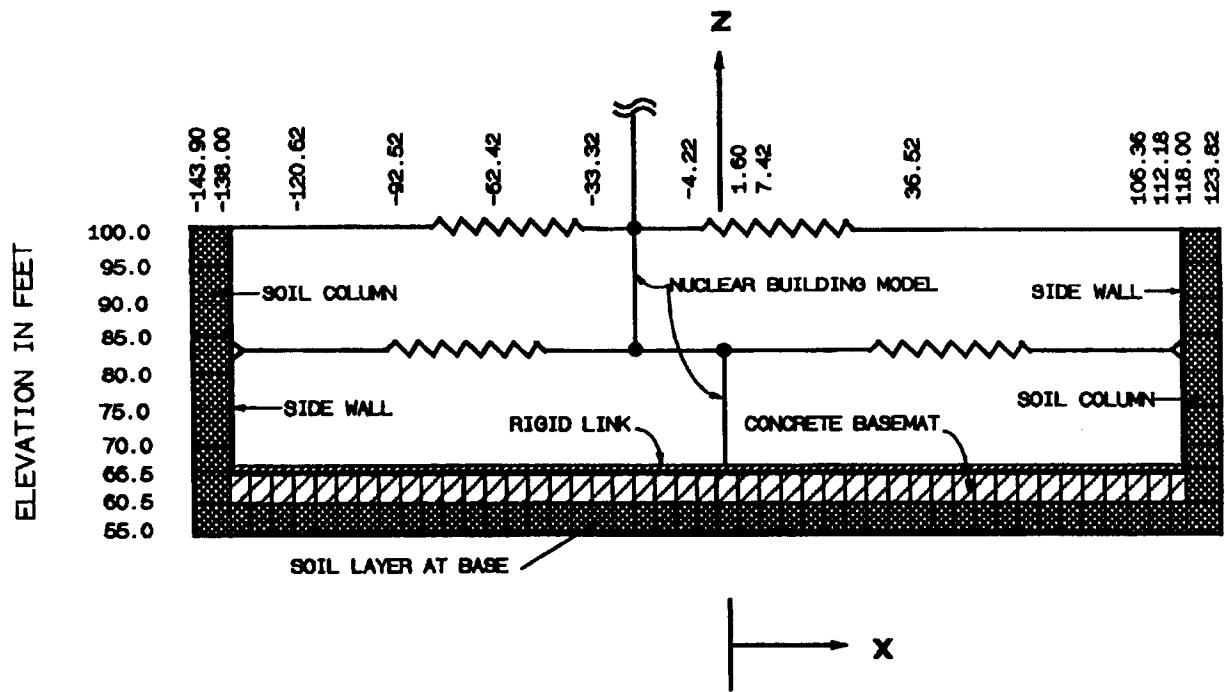 Z
-143.90
-138.00
-120.62
-92.52
-62.42
-33.32
-4.22
1.60
7.42
36.52
106.36
112.18
118.00
123.82
ELEVATION IN FEET
100.0
95.0
90.0
85.0
80.0
75.0
70.0
66.5
60.5
55.0
NUCLEAR BUILDING MODEL
SOIL COLUMN
SIDE WALL
SIDE WALL
SOIL COLUMN
RIGID LINK
CONCRETE BASEMAT
SOIL LAYER AT BASE
X